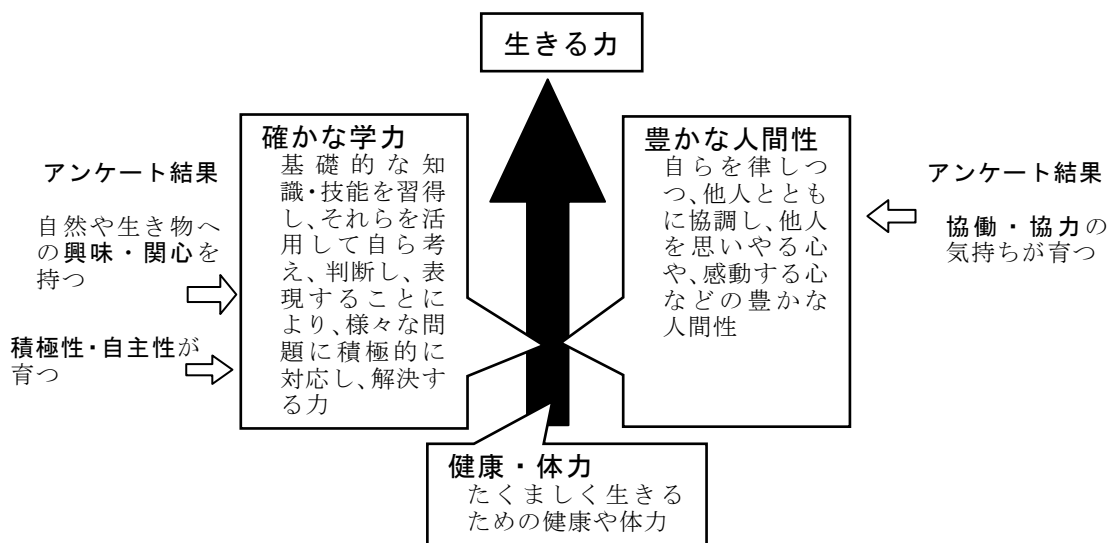 生きる力
アンケート結果
自然や生き物へ
の興味・関心を
持つ
積極性・自主性が
育つ
確かな学力
基礎的な知
識・技能を習得
し、それらを活
用して自ら考
え、判断し、表
現することに
より、様々な問
題に積極的に
対応し、解決す
る力
豊かな人間性
自らを律しつ
つ、他人ととも
に協調し、他人
を思いやる心
や、感動する心
などの豊かな
人間性
アンケート結果
協働・協力の
気持ちが育つ
健康・体力
たくましく生きる
ための健康や体力